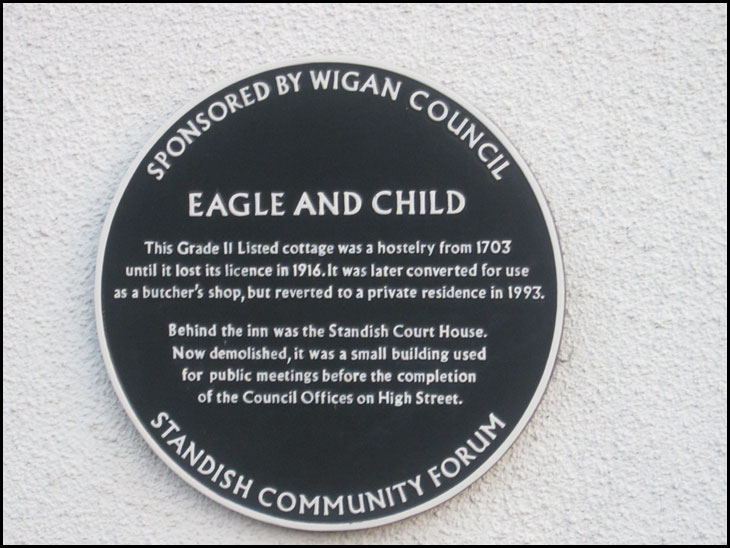 SPONSORED BY WIGAN COUNCIL
EAGLE AND CHILD
This Grade II Listed cottage was a hostelry from 1703
until it lost its licence in 1916. It was later converted for use
as a butcher's shop, but reverted to a private residence in 1993.
Behind the inn was the Standish Court House.
Now demolished, it was a small building used
for public meetings before the completion
of the Council Offices on High Street.
STANDISH COMMUNITY FORUM